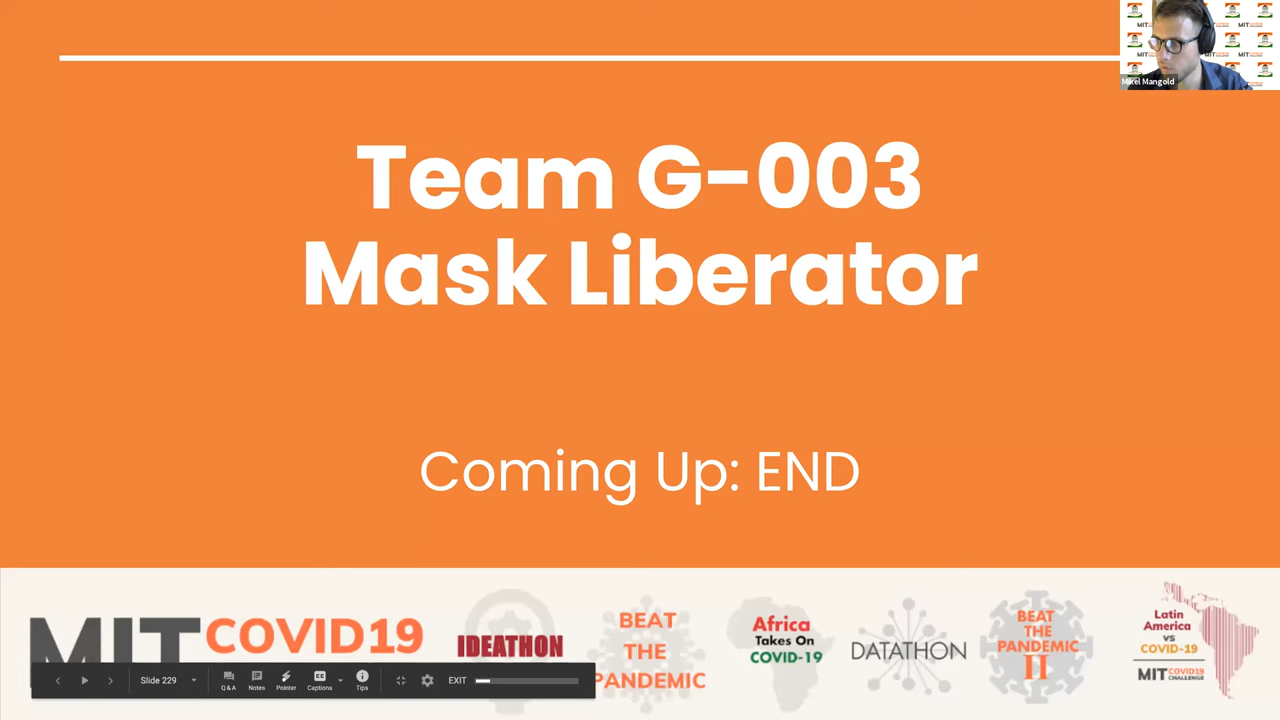 Mikel Mangold
Team G-003
Mask Liberator
Coming Up: END
MIT COVID19
IDEATHON
BEAT
THE
PANDEMIC
Africa
Takes On
COVID-19
DATATHON
BEAT
THE
PANDEMIC
II
Latin
America
vs
COVID-19
MIT COVID19
CHALLENGE
Slide 229
Q & A
Notes
Pointer
Captions
Tips
EXIT